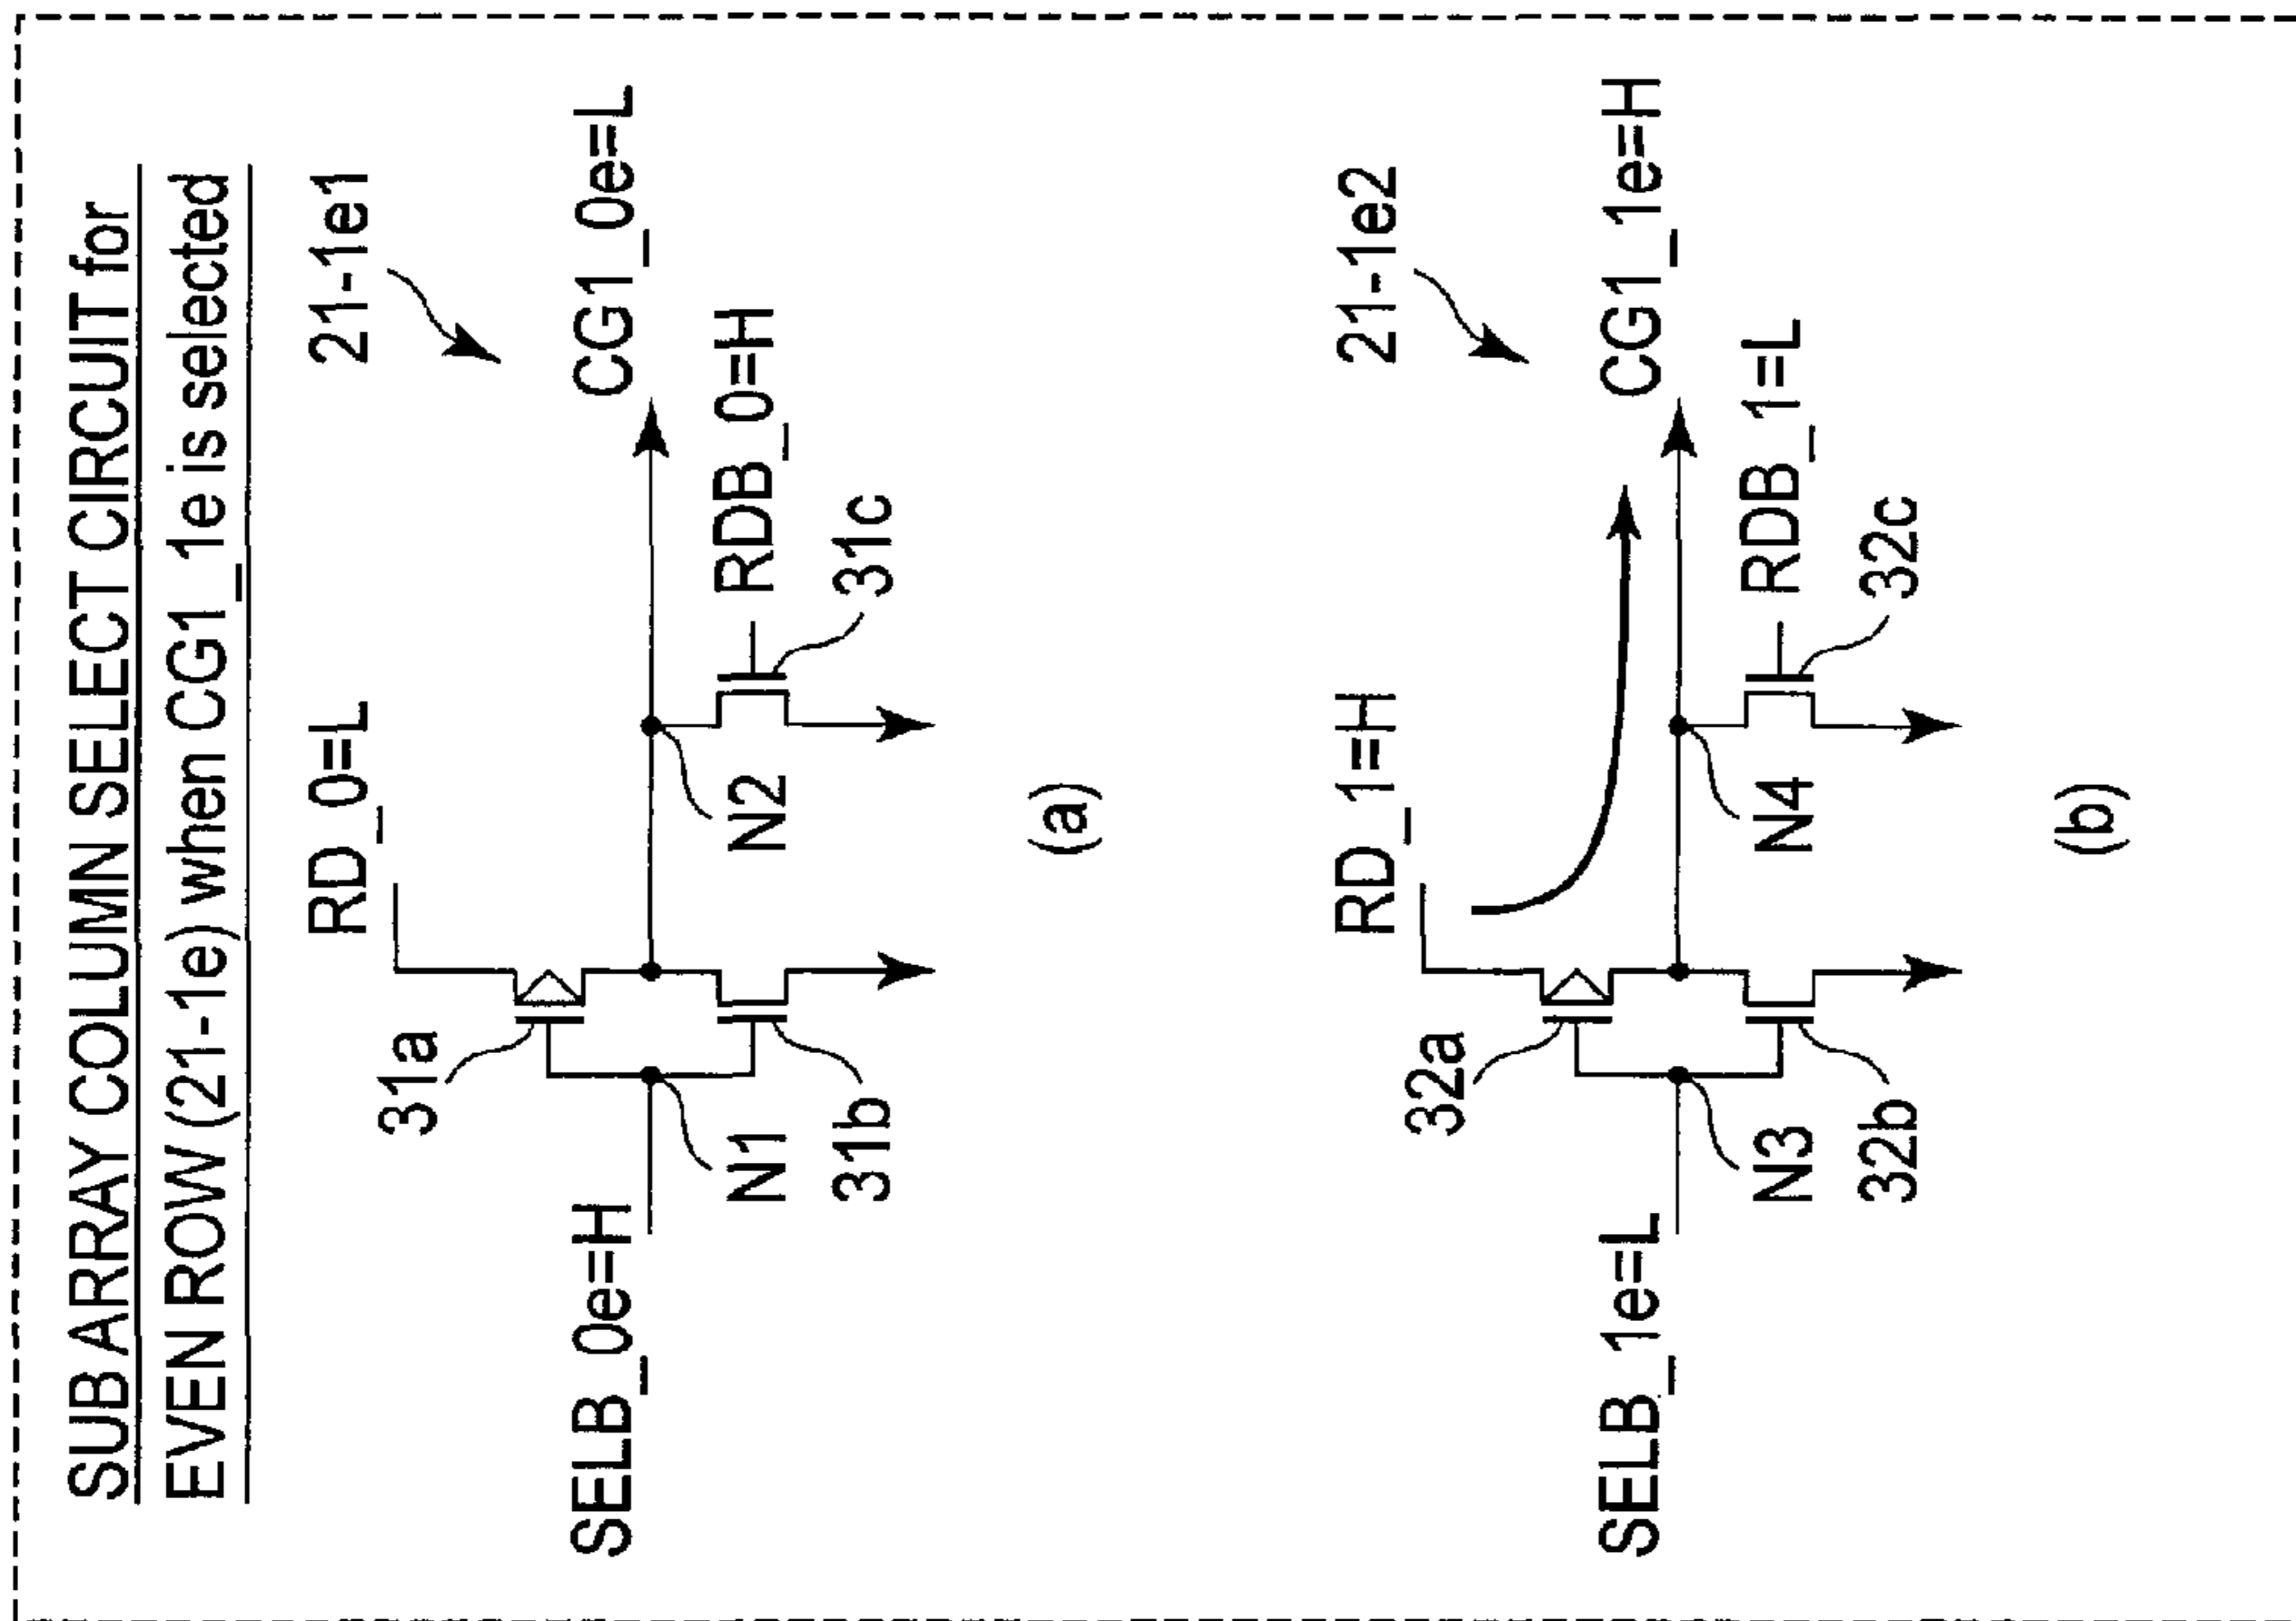 SUB ARRAY COLUMN SELECT CIRCUIT for
EVEN ROW (21-1e) when CG1_1e is selected
21-1e1
RD_0=L
31a
SELB_0e=H
CG1_0e=L
N1
N2
RDB_0=H
31b
31c
(a)
21-1e2
RD_1=H
32a
SELB_1e=L
CG1_1e=H
N3
N4
RDB_1=L
32b
32c
(b)